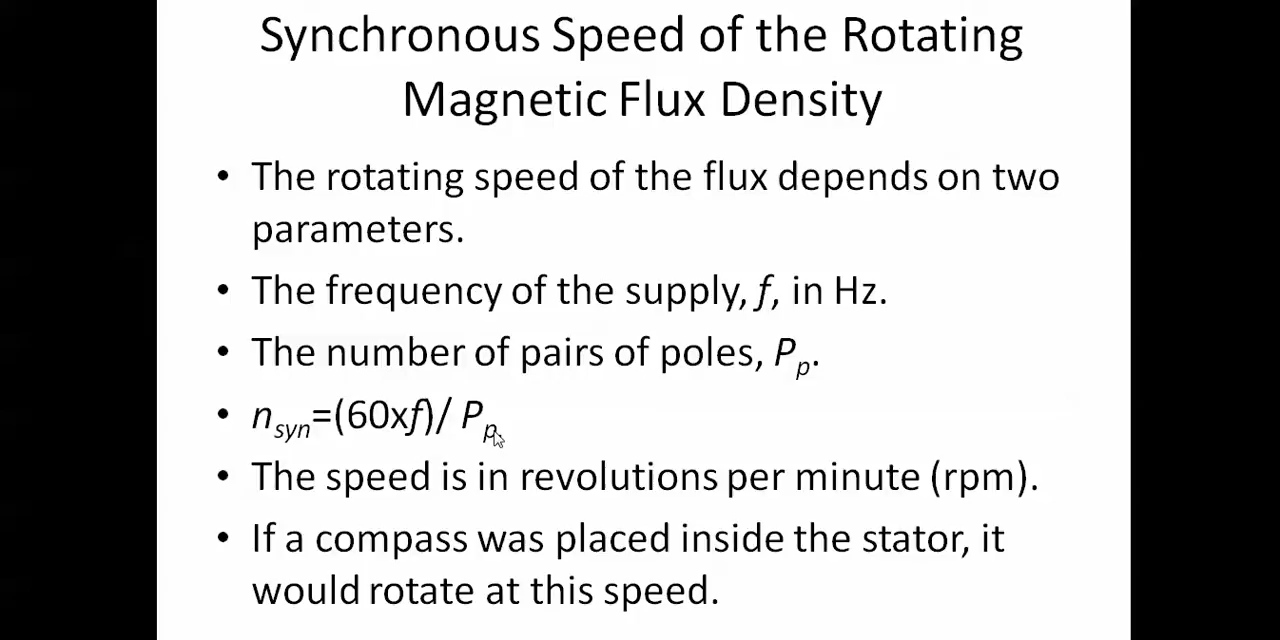 Synchronous Speed of the Rotating
Magnetic Flux Density
• The rotating speed of the flux depends on two
parameters.
• The frequency of the supply, f, in Hz.
• The number of pairs of poles, Pp.
• nsyn=(60xf)/ Pp
• The speed is in revolutions per minute (rpm).
• If a compass was placed inside the stator, it
would rotate at this speed.